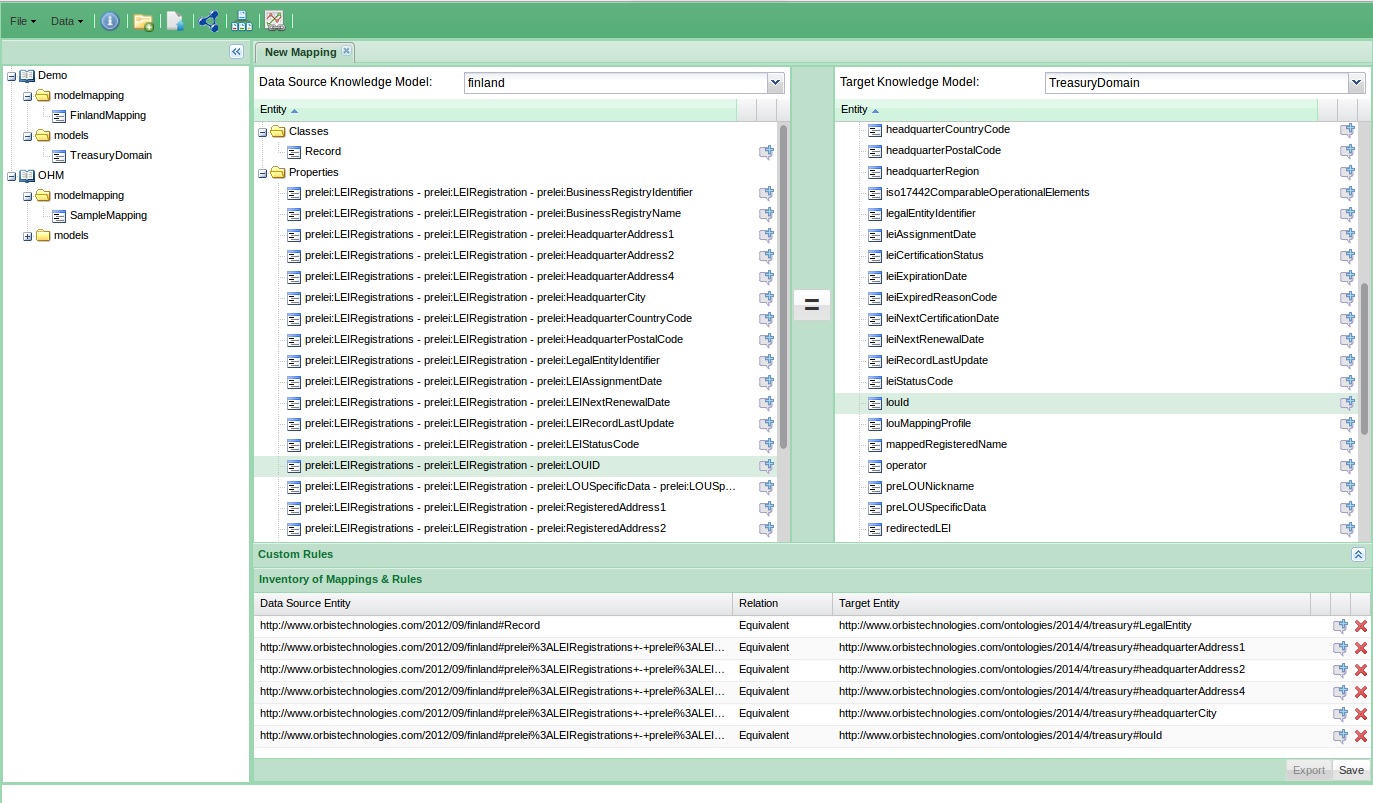 File Data
New Mapping
Demo
modelmapping
FinlandMapping
models
TreasuryDomain
OHM
modelmapping
SampleMapping
models
Data Source Knowledge Model: finland
Entity
Classes
Record
Properties
prelei:LEIRegistrations - prelei:LEIRegistration - prelei:BusinessRegistryIdentifier
prelei:LEIRegistrations - prelei:LEIRegistration - prelei:BusinessRegistryName
prelei:LEIRegistrations - prelei:LEIRegistration - prelei:HeadquarterAddress1
prelei:LEIRegistrations - prelei:LEIRegistration - prelei:HeadquarterAddress2
prelei:LEIRegistrations - prelei:LEIRegistration - prelei:HeadquarterAddress4
prelei:LEIRegistrations - prelei:LEIRegistration - prelei:HeadquarterCity
prelei:LEIRegistrations - prelei:LEIRegistration - prelei:HeadquarterCountryCode
prelei:LEIRegistrations - prelei:LEIRegistration - prelei:HeadquarterPostalCode
prelei:LEIRegistrations - prelei:LEIRegistration - prelei:LegalEntityIdentifier
prelei:LEIRegistrations - prelei:LEIRegistration - prelei:LEIAssignmentDate
prelei:LEIRegistrations - prelei:LEIRegistration - prelei:LEINextRenewalDate
prelei:LEIRegistrations - prelei:LEIRegistration - prelei:LEIRecordLastUpdate
prelei:LEIRegistrations - prelei:LEIRegistration - prelei:LEIStatusCode
prelei:LEIRegistrations - prelei:LEIRegistration - prelei:LOUID
prelei:LEIRegistrations - prelei:LEIRegistration - prelei:LOUSpecificData - prelei:LOUSp...
prelei:LEIRegistrations - prelei:LEIRegistration - prelei:RegisteredAddress1
prelei:LEIRegistrations - prelei:LEIRegistration - prelei:RegisteredAddress2
=
Target Knowledge Model: TreasuryDomain
Entity
headquarterCountryCode
headquarterPostalCode
headquarterRegion
iso17442ComparableOperationalElements
legalEntityIdentifier
leiAssignmentDate
leiCertificationStatus
leiExpirationDate
leiExpiredReasonCode
leiNextCertificationDate
leiNextRenewalDate
leiRecordLastUpdate
leiStatusCode
louId
louMappingProfile
mappedRegisteredName
operator
preLOUNickname
preLOUSpecificData
redirectedLEI
Custom Rules
Inventory of Mappings & Rules
Data Source Entity Relation Target Entity
http://www.orbistechnologies.com/2012/09/finland#Record Equivalent http://www.orbistechnologies.com/ontologies/2014/4/treasury#LegalEntity
http://www.orbistechnologies.com/2012/09/finland#prelei%3ALEIRegistrations+-+prelei%3ALEI... Equivalent http://www.orbistechnologies.com/ontologies/2014/4/treasury#headquarterAddress1
http://www.orbistechnologies.com/2012/09/finland#prelei%3ALEIRegistrations+-+prelei%3ALEI... Equivalent http://www.orbistechnologies.com/ontologies/2014/4/treasury#headquarterAddress2
http://www.orbistechnologies.com/2012/09/finland#prelei%3ALEIRegistrations+-+prelei%3ALEI... Equivalent http://www.orbistechnologies.com/ontologies/2014/4/treasury#headquarterAddress4
http://www.orbistechnologies.com/2012/09/finland#prelei%3ALEIRegistrations+-+prelei%3ALEI... Equivalent http://www.orbistechnologies.com/ontologies/2014/4/treasury#headquarterCity
http://www.orbistechnologies.com/2012/09/finland#prelei%3ALEIRegistrations+-+prelei%3ALEI... Equivalent http://www.orbistechnologies.com/ontologies/2014/4/treasury#louId
Export Save